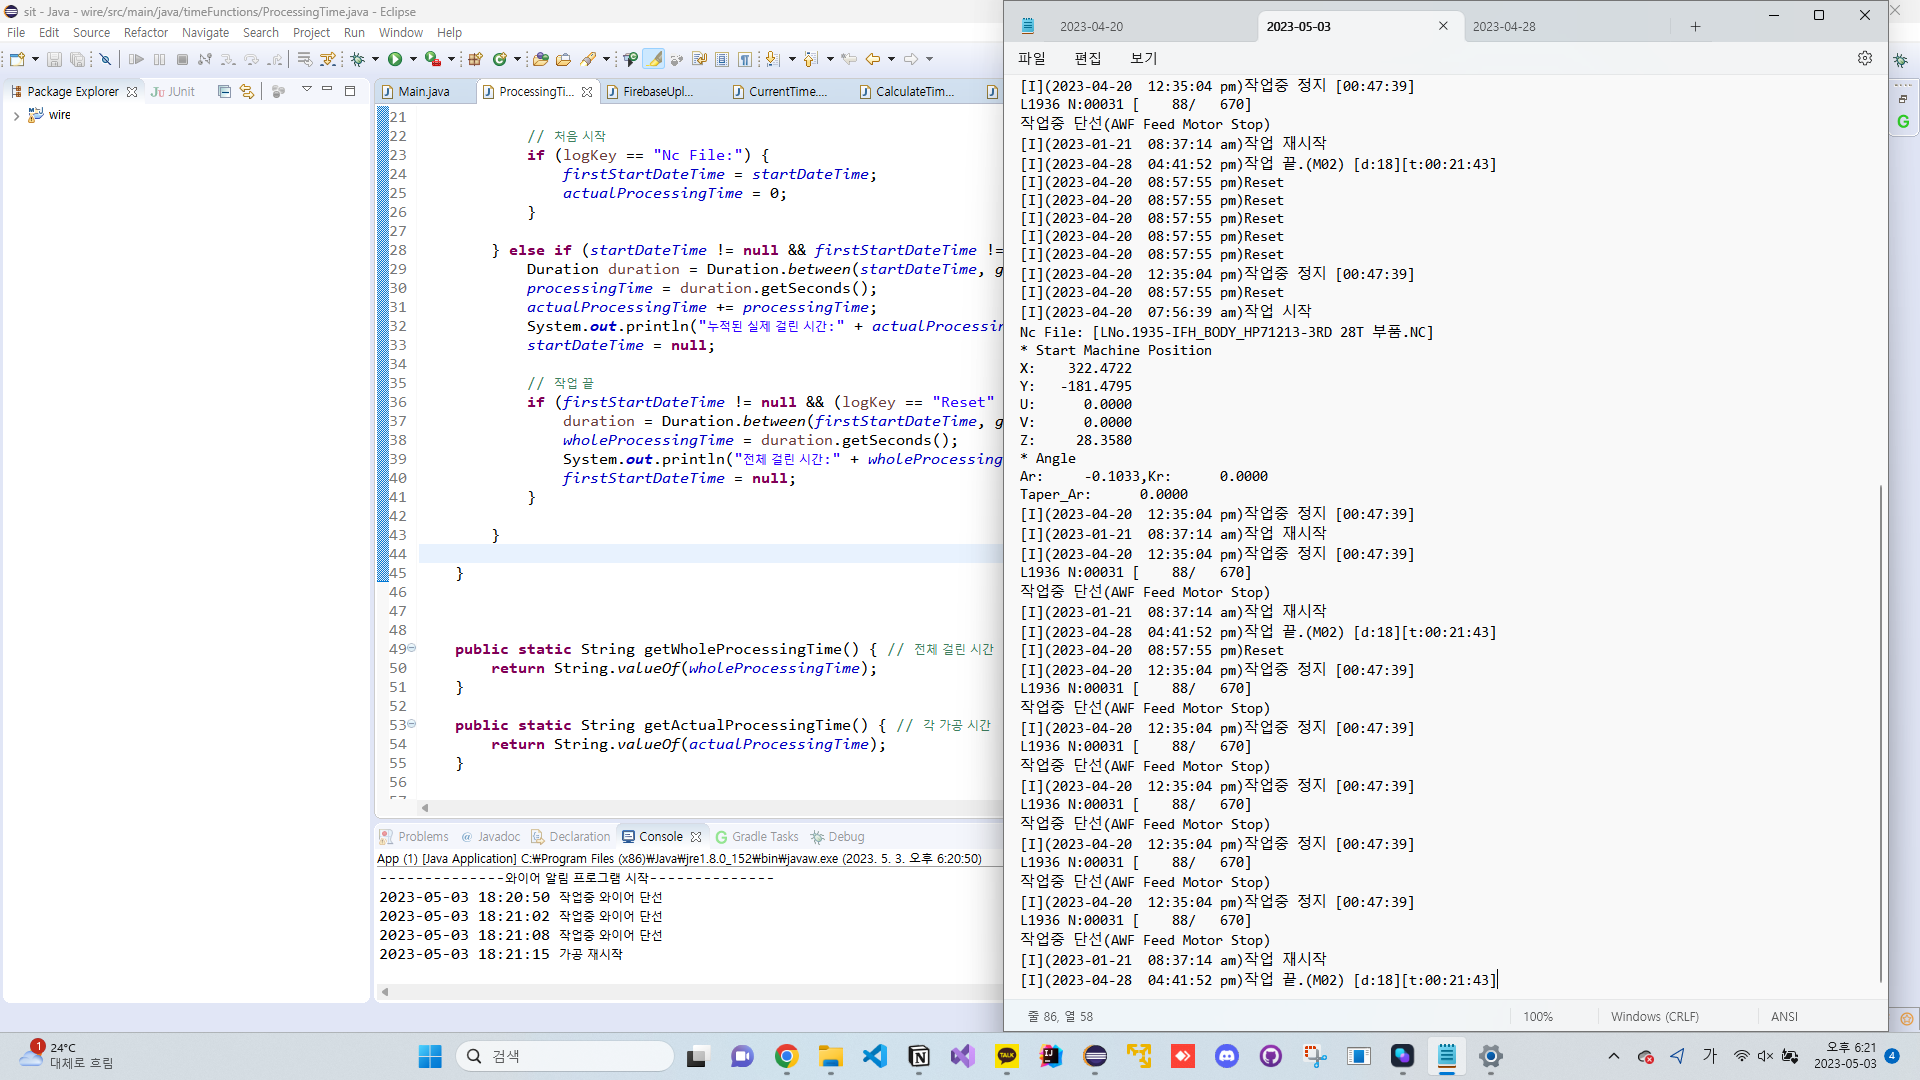 sit - Java - wire/src/main/java/timeFunctions/ProcessingTime.java - Eclipse
File Edit Source Refactor Navigate Search Project Run Window Help
Package Explorer JUnit
wire
Main.java ProcessingTi... FirebaseUpl... CurrentTime.... CalculateTim...
21
22 // 처음 시작
23 if (logKey == "Nc File:") {
24 firstStartDateTime = startDateTime;
25 actualProcessingTime = 0;
26 }
27
28 } else if (startDateTime != null && firstStartDateTime !=
29 Duration duration = Duration.between(startDateTime, g
30 processingTime = duration.getSeconds();
31 actualProcessingTime += processingTime;
32 System.out.println("누적된 실제 걸린 시간:" + actualProcessin
33 startDateTime = null;
34
35 // 작업 끝
36 if (firstStartDateTime != null && (logKey == "Reset"
37 duration = Duration.between(firstStartDateTime, g
38 wholeProcessingTime = duration.getSeconds();
39 System.out.println("전체 걸린 시간:" + wholeProcessing
40 firstStartDateTime = null;
41 }
42
43 }
44
45 }
46
47
48
49 public static String getWholeProcessingTime() { // 전체 걸린 시간
50 return String.valueOf(wholeProcessingTime);
51 }
52
53 public static String getActualProcessingTime() { // 각 가공 시간
54 return String.valueOf(actualProcessingTime);
55 }
56
Problems @ Javadoc Declaration Console Gradle Tasks Debug
App (1) [Java Application] C:₩Program Files (x86)₩Java₩jre1.8.0_152₩bin₩javaw.exe (2023. 5. 3. 오후 6:20:50)
--------------와이어 알림 프로그램 시작--------------
2023-05-03 18:20:50 작업중 와이어 단선
2023-05-03 18:21:02 작업중 와이어 단선
2023-05-03 18:21:08 작업중 와이어 단선
2023-05-03 18:21:15 가공 재시작
2023-04-20 2023-05-03 2023-04-28
파일 편집 보기
[I](2023-04-20 12:35:04 pm)작업중 정지 [00:47:39]
L1936 N:00031 [ 88/ 670]
작업중 단선(AWF Feed Motor Stop)
[I](2023-01-21 08:37:14 am)작업 재시작
[I](2023-04-28 04:41:52 pm)작업 끝.(M02) [d:18][t:00:21:43]
[I](2023-04-20 08:57:55 pm)Reset
[I](2023-04-20 08:57:55 pm)Reset
[I](2023-04-20 08:57:55 pm)Reset
[I](2023-04-20 08:57:55 pm)Reset
[I](2023-04-20 08:57:55 pm)Reset
[I](2023-04-20 12:35:04 pm)작업중 정지 [00:47:39]
[I](2023-04-20 08:57:55 pm)Reset
[I](2023-04-20 07:56:39 am)작업 시작
Nc File: [LNo.1935-IFH_BODY_HP71213-3RD 28T 부품.NC]
* Start Machine Position
X: 322.4722
Y: -181.4795
U: 0.0000
V: 0.0000
Z: 28.3580
* Angle
Ar: -0.1033,Kr: 0.0000
Taper_Ar: 0.0000
[I](2023-04-20 12:35:04 pm)작업중 정지 [00:47:39]
[I](2023-01-21 08:37:14 am)작업 재시작
[I](2023-04-20 12:35:04 pm)작업중 정지 [00:47:39]
L1936 N:00031 [ 88/ 670]
작업중 단선(AWF Feed Motor Stop)
[I](2023-01-21 08:37:14 am)작업 재시작
[I](2023-04-28 04:41:52 pm)작업 끝.(M02) [d:18][t:00:21:43]
[I](2023-04-20 08:57:55 pm)Reset
[I](2023-04-20 12:35:04 pm)작업중 정지 [00:47:39]
L1936 N:00031 [ 88/ 670]
작업중 단선(AWF Feed Motor Stop)
[I](2023-04-20 12:35:04 pm)작업중 정지 [00:47:39]
L1936 N:00031 [ 88/ 670]
작업중 단선(AWF Feed Motor Stop)
[I](2023-04-20 12:35:04 pm)작업중 정지 [00:47:39]
L1936 N:00031 [ 88/ 670]
작업중 단선(AWF Feed Motor Stop)
[I](2023-04-20 12:35:04 pm)작업중 정지 [00:47:39]
L1936 N:00031 [ 88/ 670]
작업중 단선(AWF Feed Motor Stop)
[I](2023-04-20 12:35:04 pm)작업중 정지 [00:47:39]
L1936 N:00031 [ 88/ 670]
작업중 단선(AWF Feed Motor Stop)
[I](2023-01-21 08:37:14 am)작업 재시작
[I](2023-04-28 04:41:52 pm)작업 끝.(M02) [d:18][t:00:21:43]
줄 86, 열 58 100% Windows (CRLF) ANSI
1 24°C
대체로 흐림
검색
TALK
가
오후 6:21
2023-05-03
4